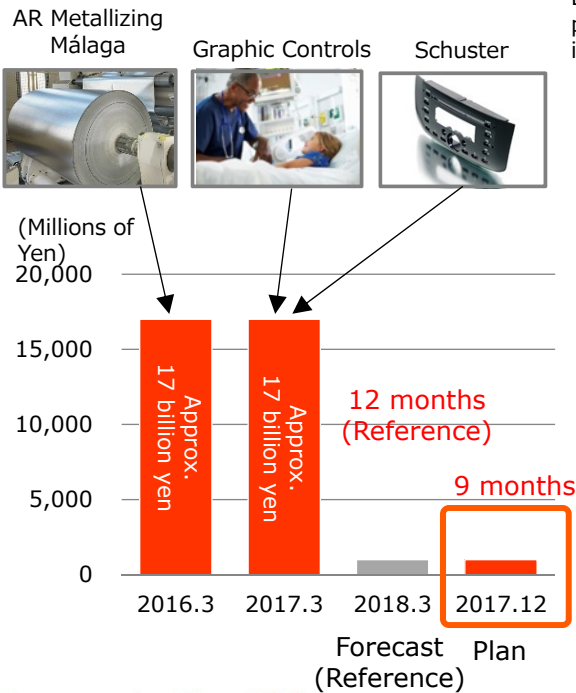 AR Metallizing
Málaga
Graphic Controls
Schuster
p
i
(Millions of
Yen)
20,000
15,000
10,000
5,000
0
Approx.
17 billion yen
Approx.
17 billion yen
12 months
(Reference)
9 months
2016.3
2017.3
2018.3
2017.12
Forecast
(Reference)
Plan